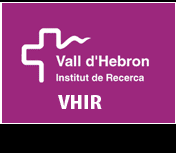 Vall d'Hebron
Institut de Recerca
VHIR